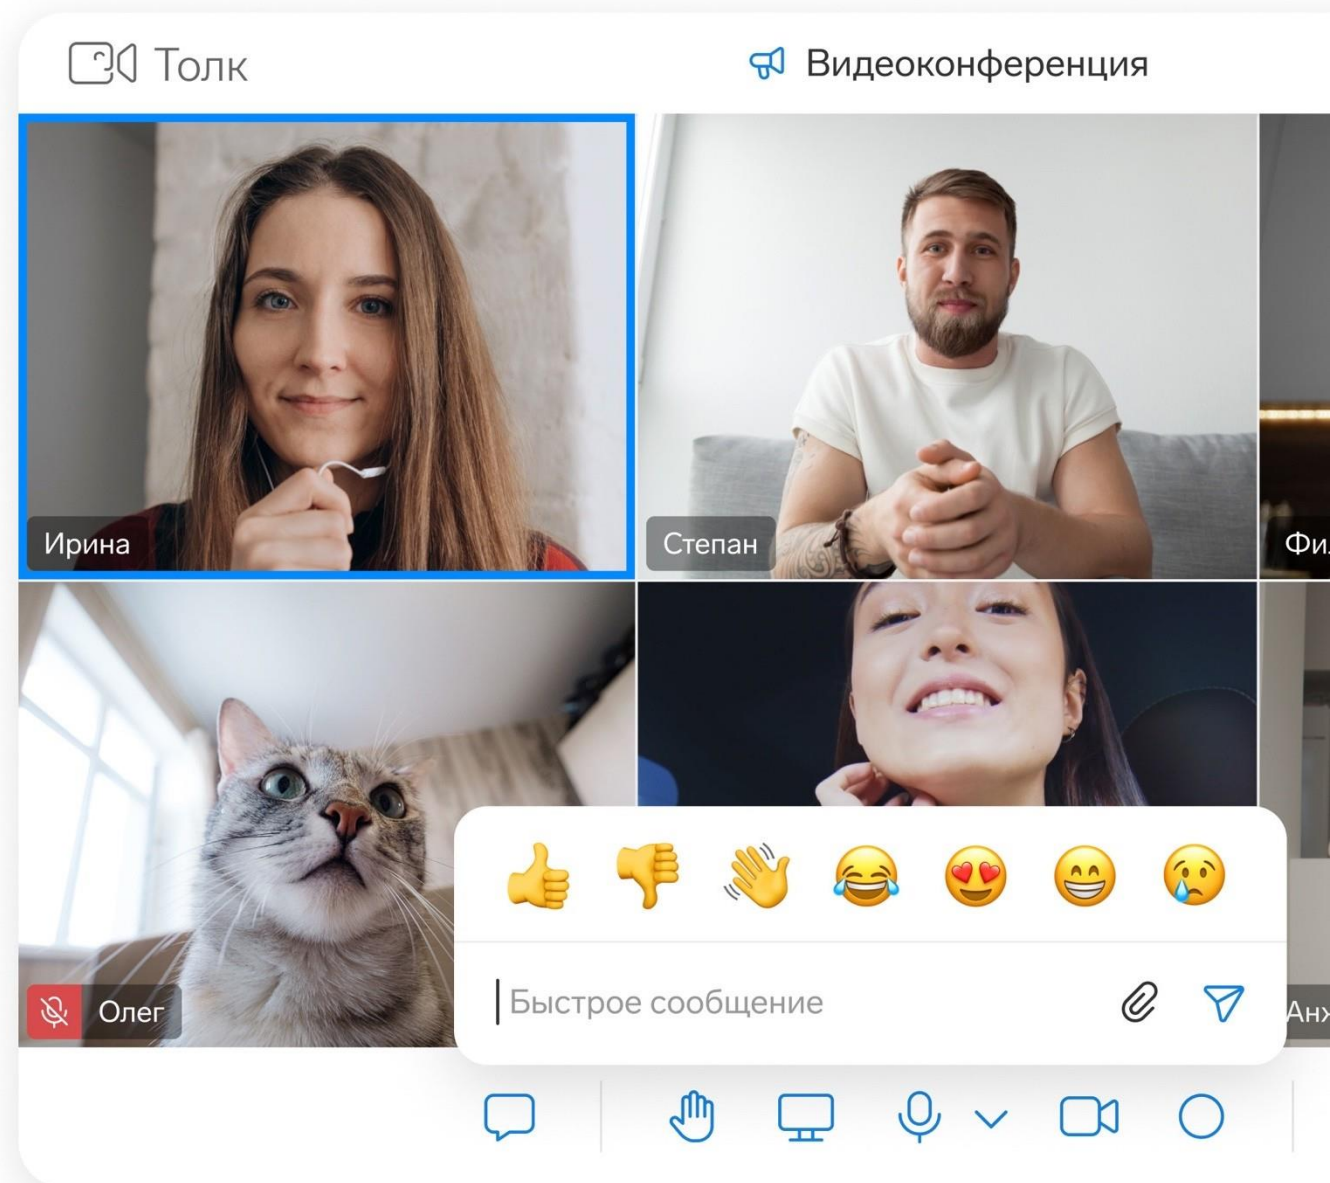 Толк
Видеоконференция
Ирина
Степан
Олег
Быстрое сообщение